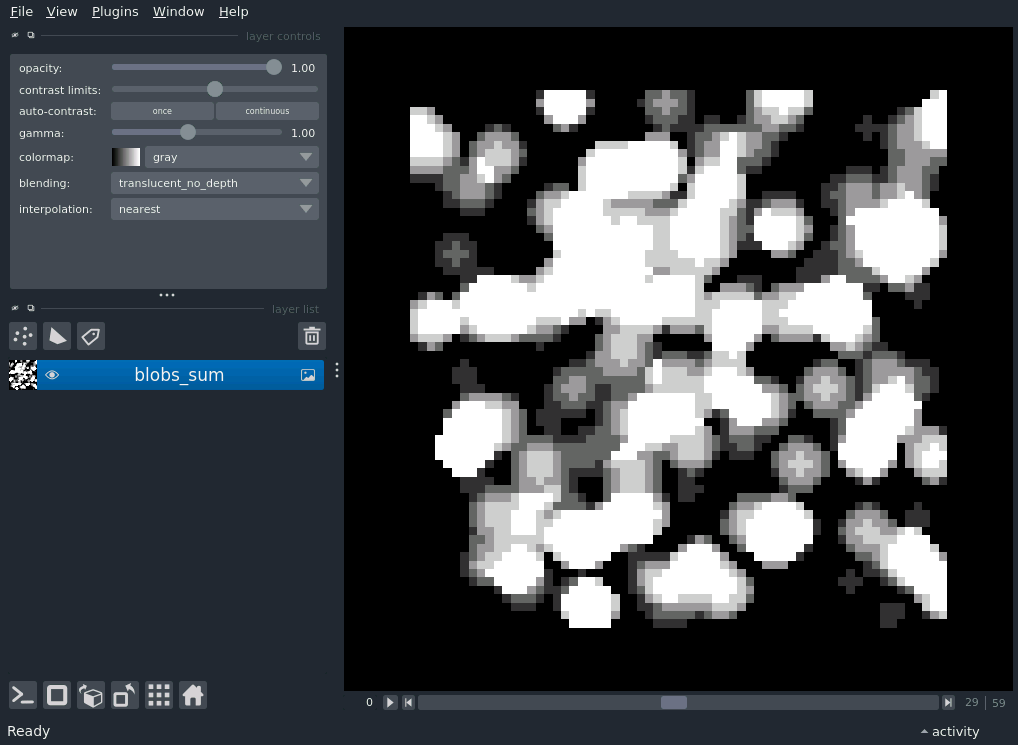 File View Plugins Window Help
layer controls
opacity: 1.00
contrast limits:
auto-contrast: once continuous
gamma: 1.00
colormap: gray
blending: translucent_no_depth
interpolation: nearest
layer list
blobs_sum
0 29 | 59
Ready activity